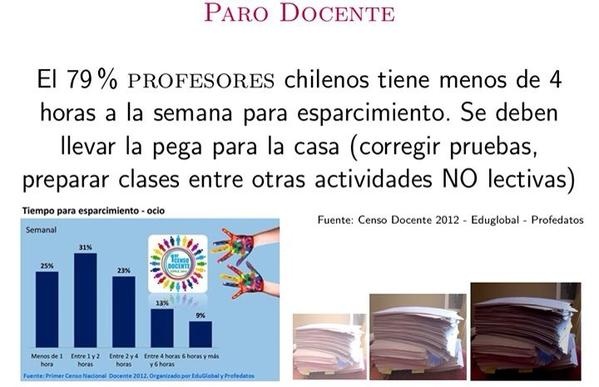 PARO DOCENTE
El 79 % PROFESORES chilenos tiene menos de 4
horas a la semana para esparcimiento. Se deben
llevar la pega para la casa (corregir pruebas,
preparar clases entre otras actividades NO lectivas)
Tiempo para esparcimiento - ocio
Fuente: Censo Docente 2012 - Eduglobal - Profedatos
Semanal
25%
31%
23%
13%
9%
CENSO
DOCENTE
Menos de 1 hora
Entre 1 y 2 horas
Entre 2 y 4 horas
Entre 4 horas y 6 horas
6 horas y más
Fuente: Primer Censo Nacional Docente 2012. Organizado por EduGlobal y Profedatos